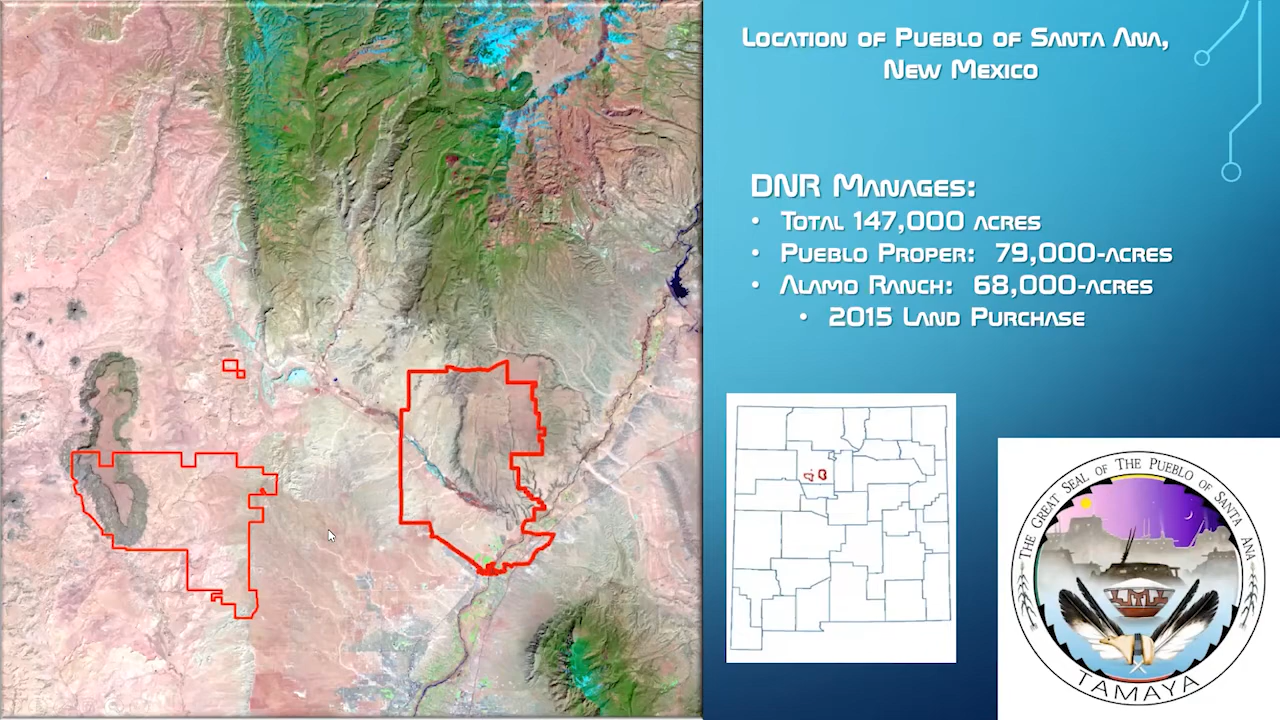 Location of Pueblo of Santa Ana,
New Mexico
DNR Manages:
• Total 147,000 acres
• Pueblo Proper: 79,000-acres
• Alamo Ranch: 68,000-acres
• 2015 Land Purchase
THE GREAT SEAL OF THE PUEBLO OF SANTA ANA
TAMAYA